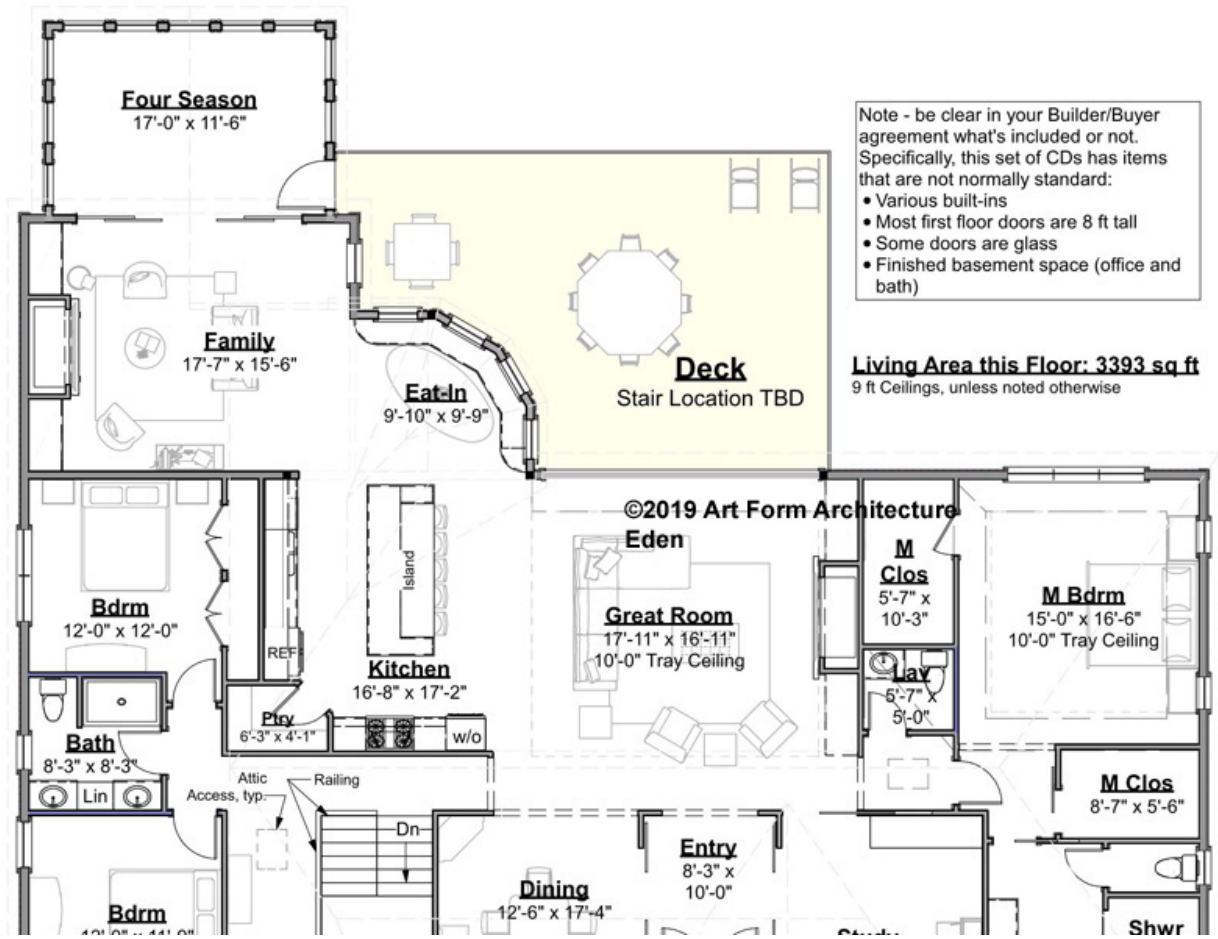 Four Season
17'-0" x 11'-6"
Note - be clear in your Builder/Buyer
agreement what's included or not.
Specifically, this set of CDs has items
that are not normally standard:
• Various built-ins
• Most first floor doors are 8 ft tall
• Some doors are glass
• Finished basement space (office and
bath)
Family
17'-7" x 15'-6"
Eat-In
9'-10" x 9'-9"
Deck
Stair Location TBD
Living Area this Floor: 3393 sq ft
9 ft Ceilings, unless noted otherwise
©2019 Art Form Architecture
Eden
Bdrm
12'-0" x 12'-0"
Island
REF
Kitchen
16'-8" x 17'-2"
Great Room
17'-11" x 16'-11"
10'-0" Tray Ceiling
M
Clos
5'-7" x
10'-3"
M Bdrm
15'-0" x 16'-6"
10'-0" Tray Ceiling
Lav
5'-7" x
5'-0"
Ptry
6'-3" x 4'-1"
w/o
Bath
8'-3" x 8'-3"
Lin
Attic
Access, typ.
Railing
Dn
M Clos
8'-7" x 5'-6"
Entry
8'-3" x
10'-0"
Dining
12'-6" x 17'-4"
Bdrm
Study
Shwr